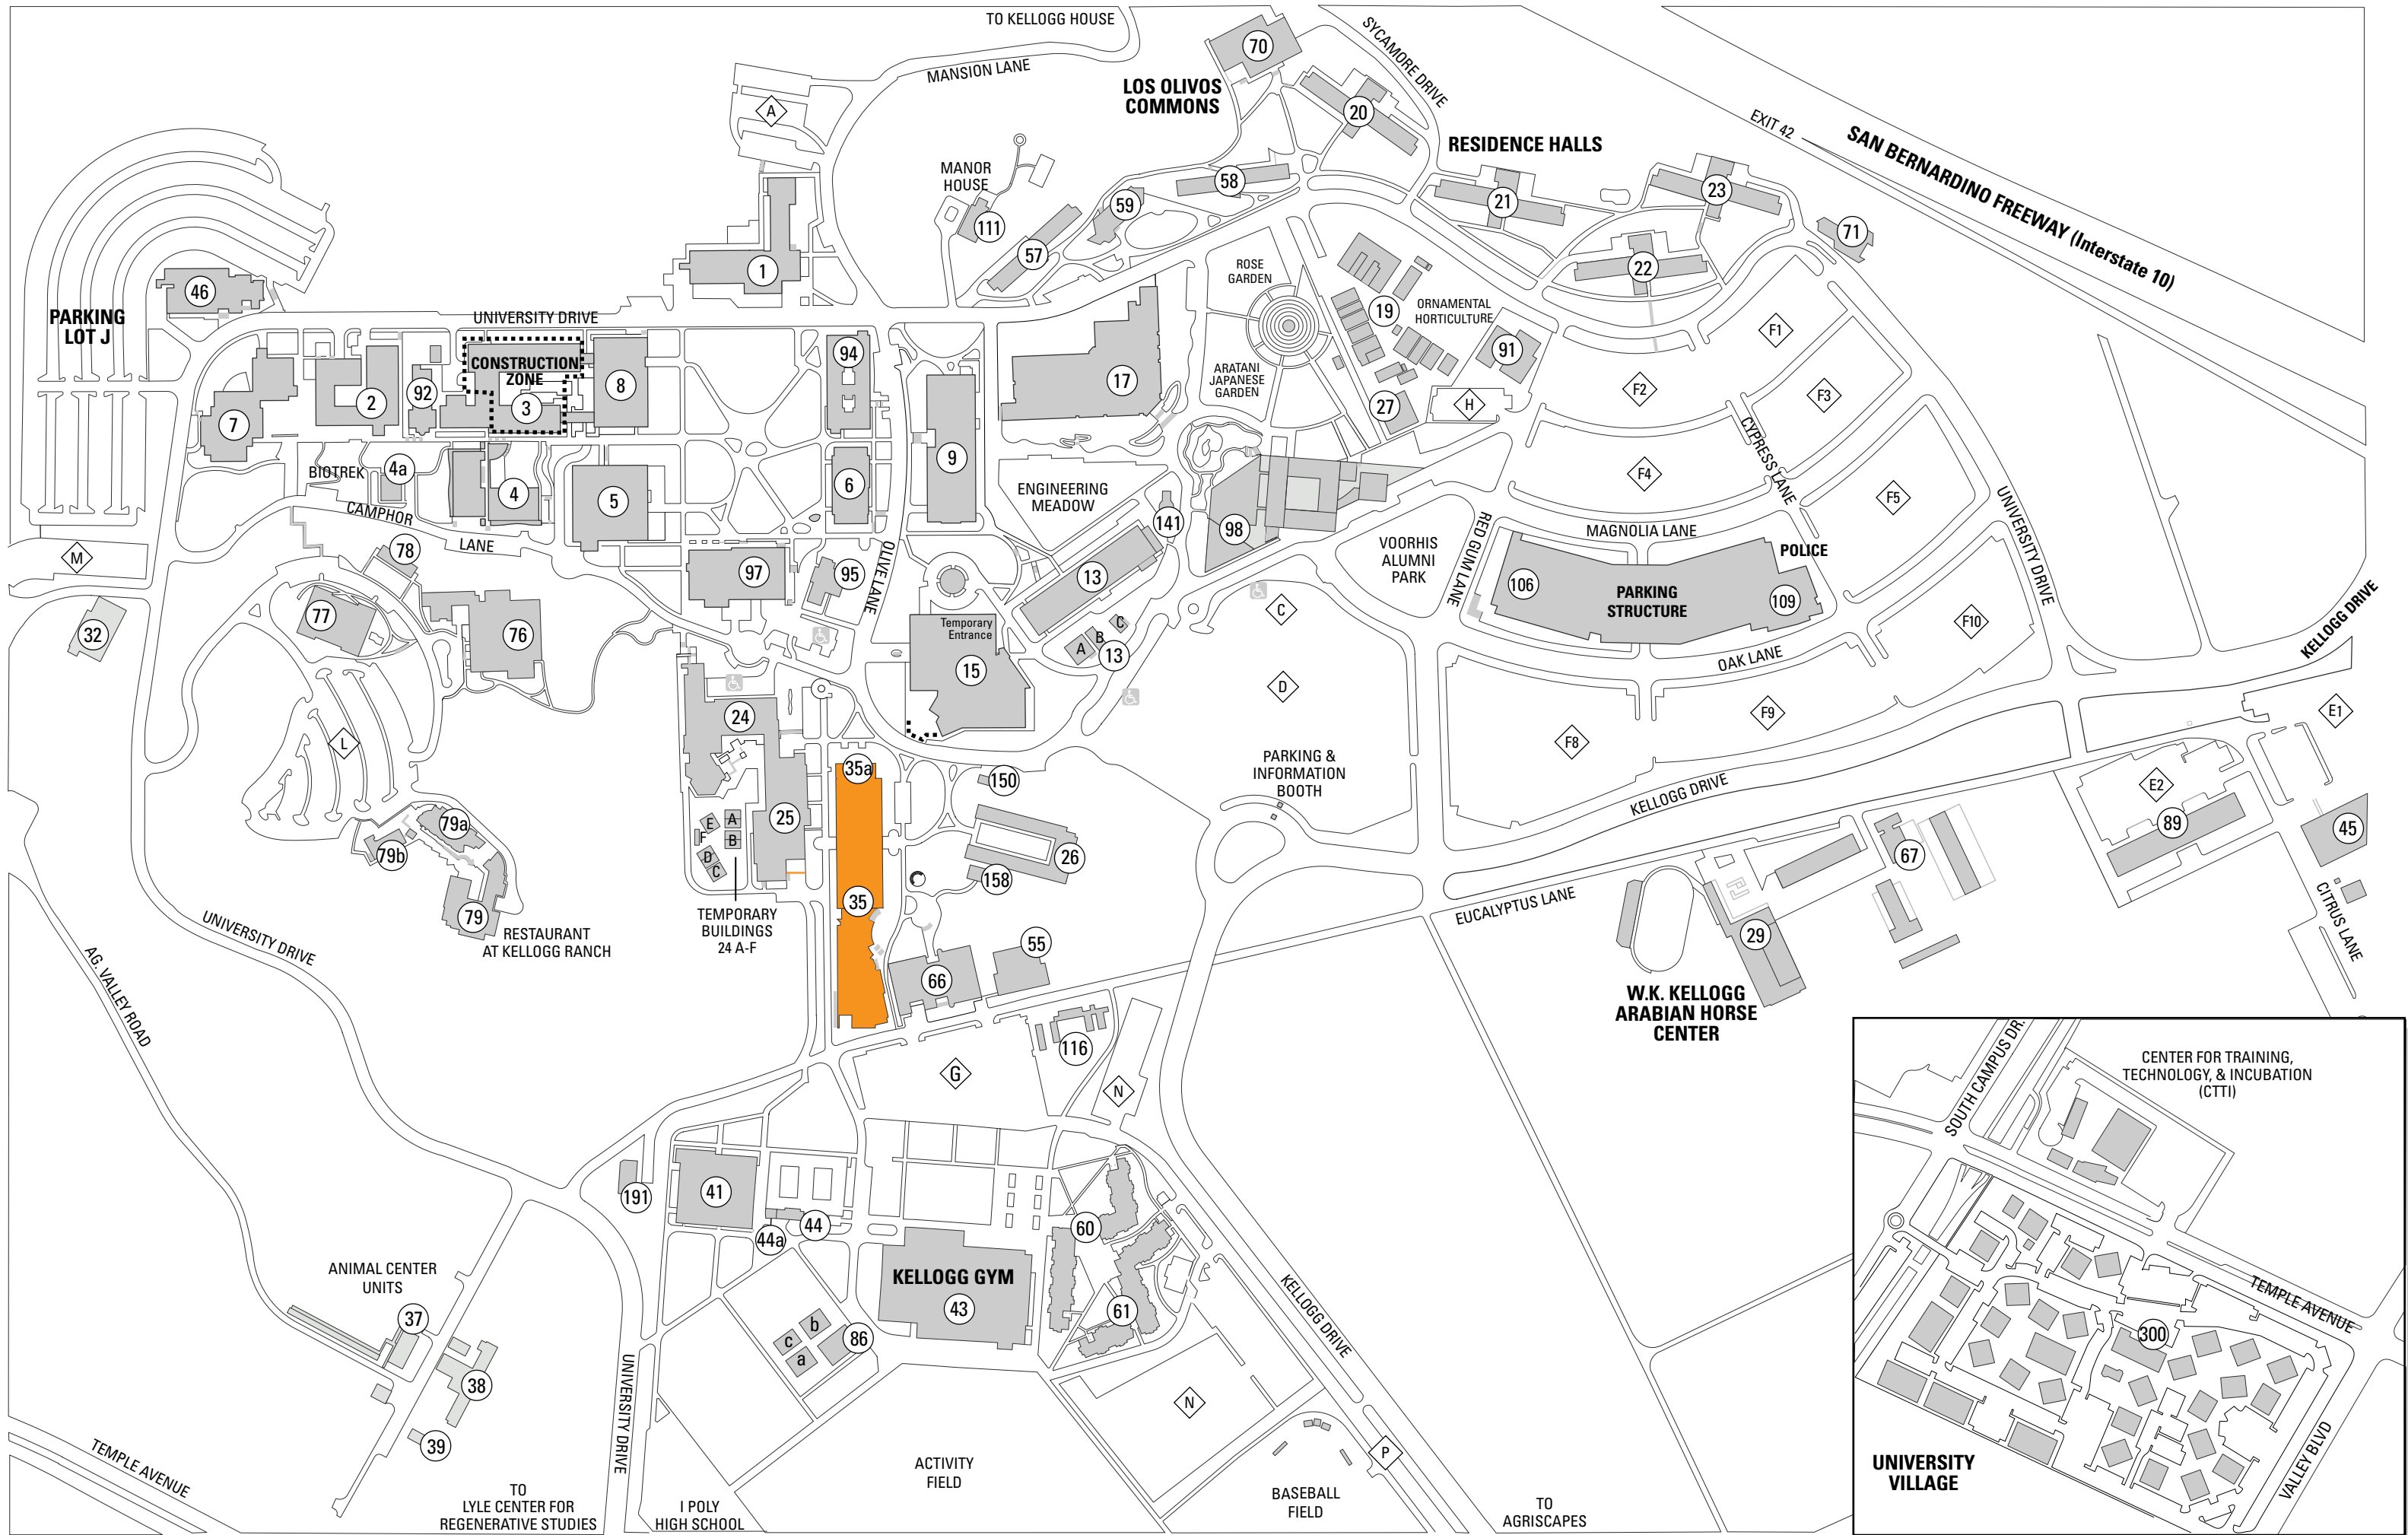 TO KELLOGG HOUSE
MANSION LANE
A
LOS OLIVOS
COMMONS
70
SYCAMORE DRIVE
20
RESIDENCE HALLS
EXIT 42
SAN BERNARDINO FREEWAY (Interstate 10)
MANOR
HOUSE
111
57
59
58
21
23
71
22
1
46
PARKING
LOT J
UNIVERSITY DRIVE
ROSE
GARDEN
19
ORNAMENTAL
HORTICULTURE
91
F1
CONSTRUCTION
ZONE
3
8
94
17
ARATANI
JAPANESE
GARDEN
27
H
F2
F3
7
2
92
9
6
CYPRESS LANE
BIOTREK
4a
4
5
ENGINEERING
MEADOW
141
98
F4
F5
CAMPHOR
LANE
M
78
97
95
OLIVE LANE
13
VOORHIS
ALUMNI
PARK
RED GUM LANE
MAGNOLIA LANE
POLICE
106
PARKING
STRUCTURE
109
UNIVERSITY DRIVE
KELLOGG DRIVE
32
77
76
Temporary
Entrance
15
A
B
C
13
C
D
OAK LANE
F10
F8
F9
E1
24
L
35a
150
PARKING &
INFORMATION
BOOTH
KELLOGG DRIVE
E2
89
45
79a
79b
79
E
F
D
C
A
B
25
35
26
158
67
EUCALYPTUS LANE
CITRUS LANE
RESTAURANT
AT KELLOGG RANCH
TEMPORARY
BUILDINGS
24 A-F
UNIVERSITY DRIVE
AG. VALLEY ROAD
66
55
29
W.K. KELLOGG
ARABIAN HORSE
CENTER
116
G
N
191
41
44a
44
60
61
KELLOGG GYM
43
KELLOGG DRIVE
ANIMAL CENTER
UNITS
37
38
39
b
c
a
86
UNIVERSITY DRIVE
N
P
TEMPLE AVENUE
TO
LYLE CENTER FOR
REGENERATIVE STUDIES
I POLY
HIGH SCHOOL
ACTIVITY
FIELD
BASEBALL
FIELD
TO
AGRISCAPES
SOUTH CAMPUS DR.
CENTER FOR TRAINING,
TECHNOLOGY, & INCUBATION
(CTTI)
TEMPLE AVENUE
300
UNIVERSITY
VILLAGE
VALLEY BLVD